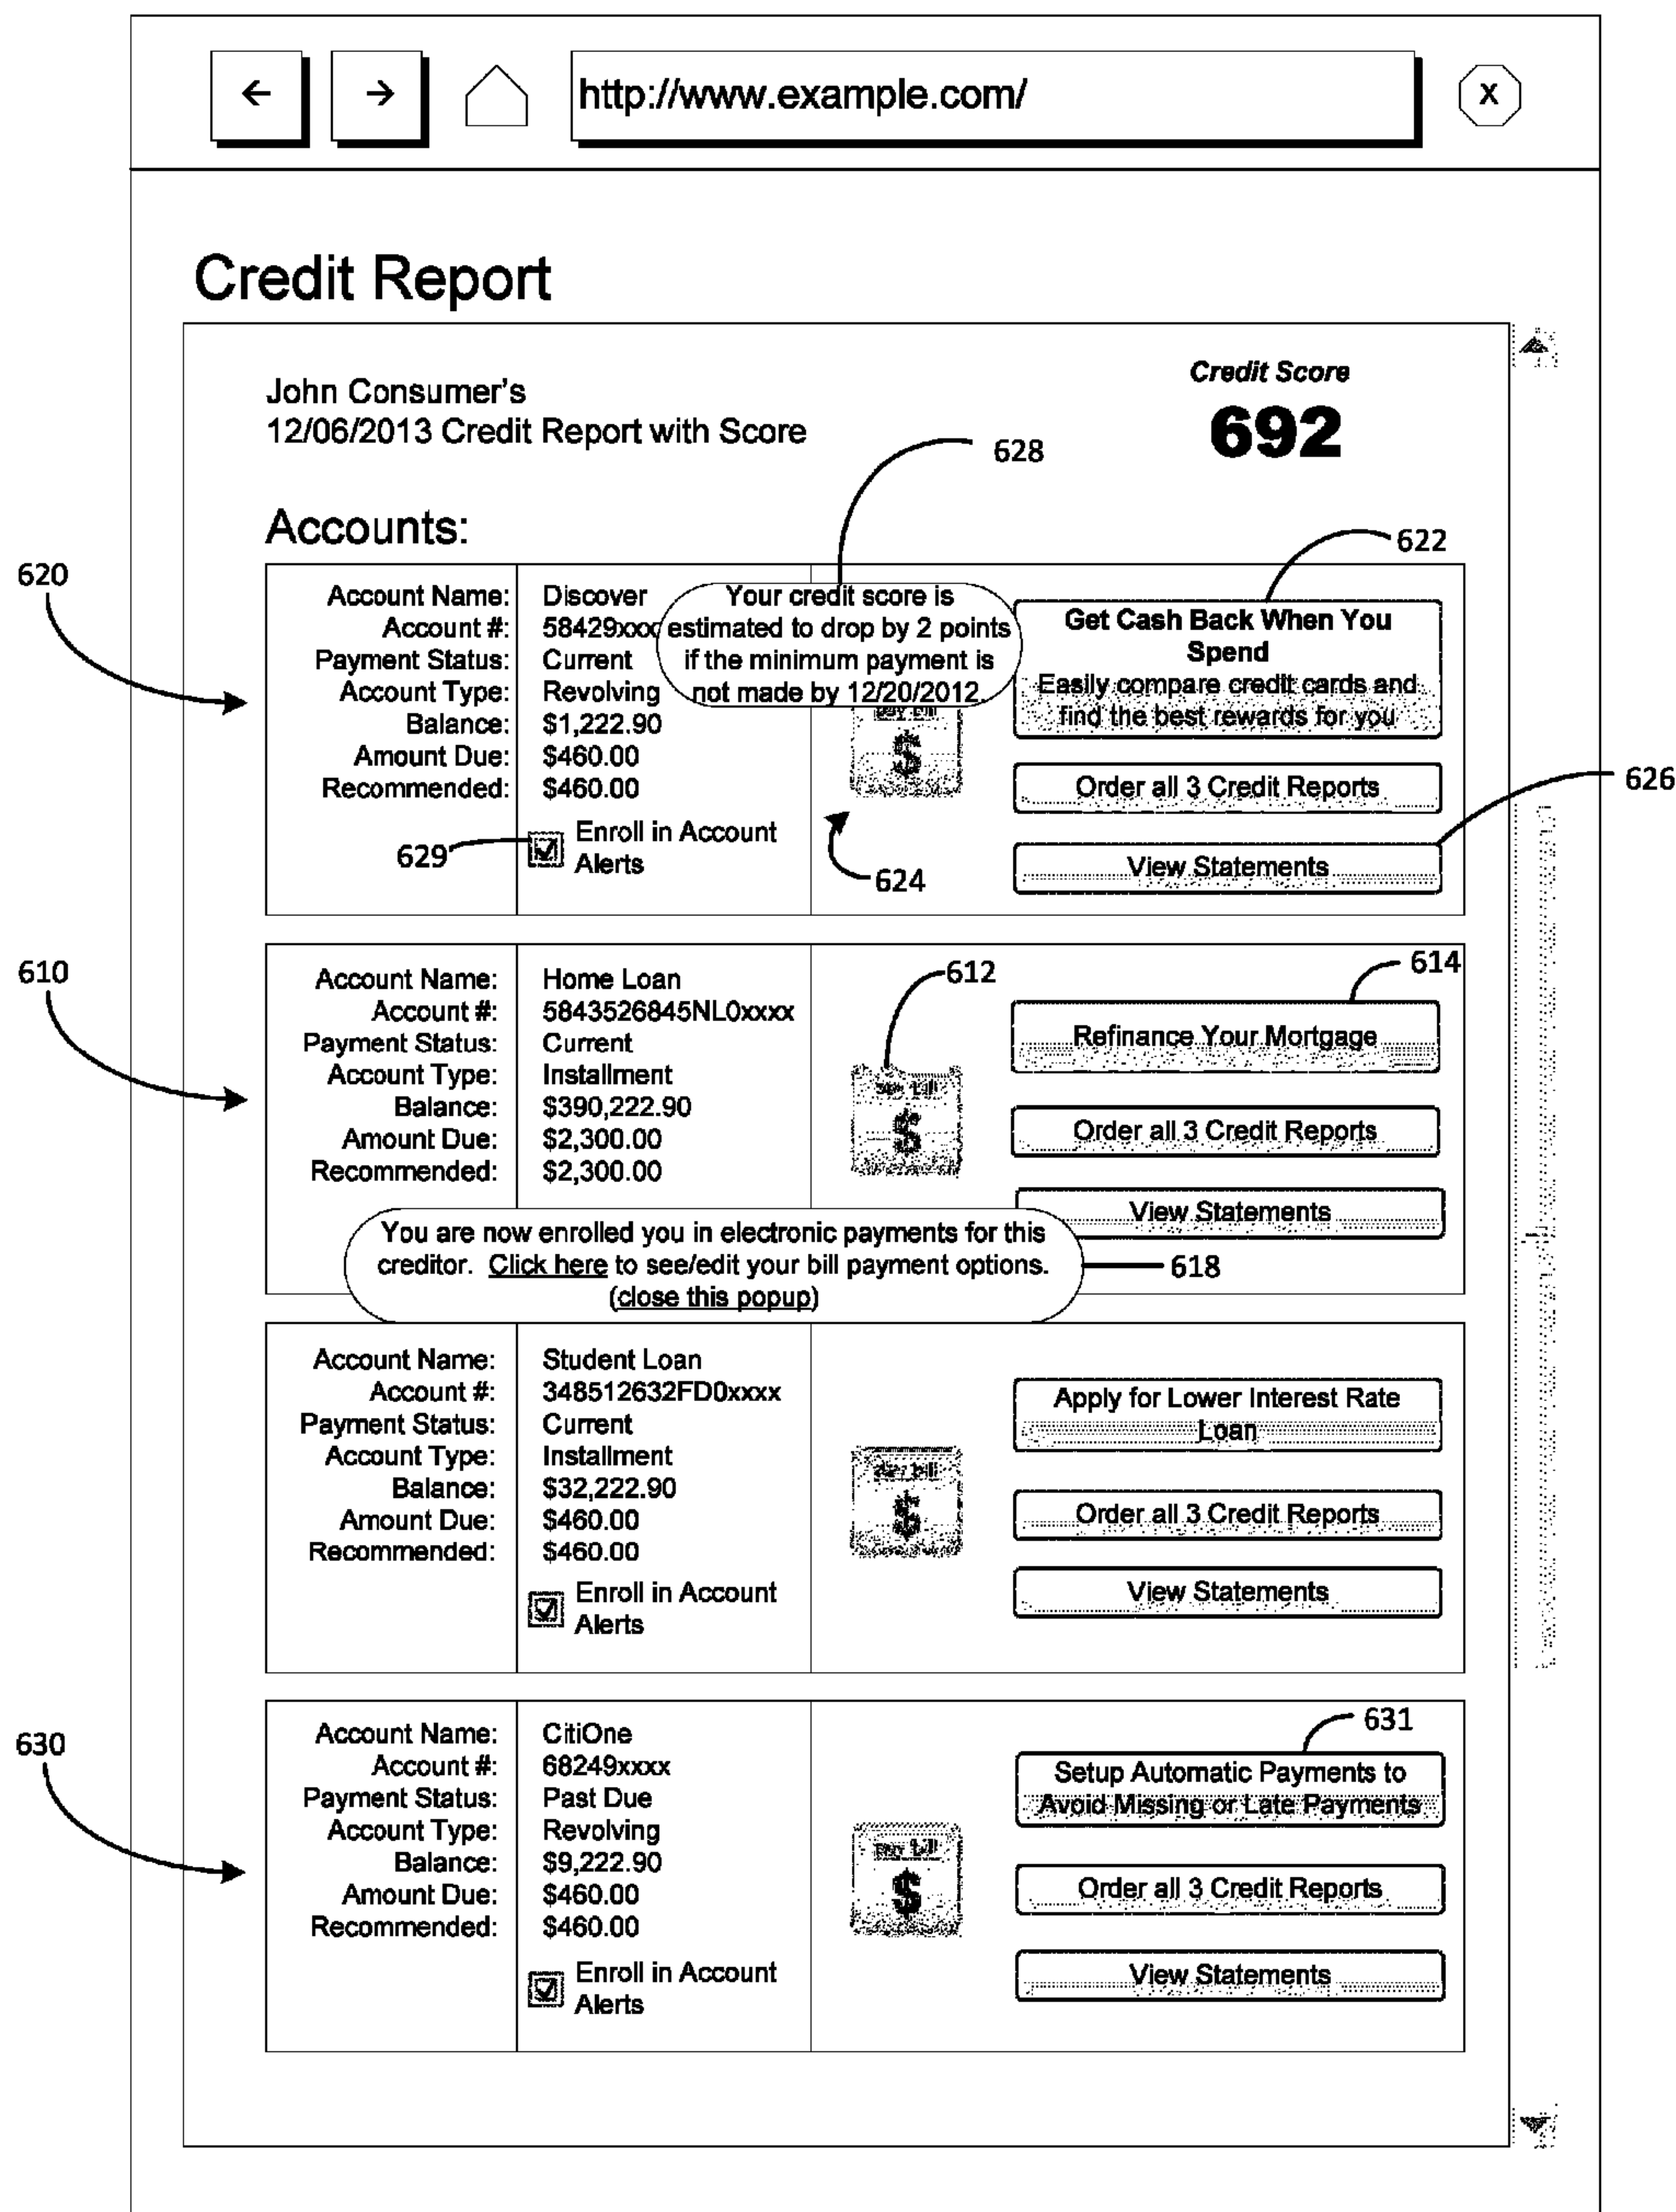 ← → http://www.example.com/ X
Credit Report
John Consumer's
12/06/2013 Credit Report with Score
Credit Score
692
628
Accounts:
622
620
Account Name: Discover
Account #: 58429xxx
Payment Status: Current
Account Type: Revolving
Balance: $1,222.90
Amount Due: $460.00
Recommended: $460.00
629
Enroll in Account
Alerts
Your credit score is
estimated to drop by 2 points
if the minimum payment is
not made by 12/20/2012.
pay bill
$
624
Get Cash Back When You
Spend
Easily compare credit cards and
find the best rewards for you
Order all 3 Credit Reports
View Statements
626
610
Account Name: Home Loan
Account #: 5843526845NL0xxxx
Payment Status: Current
Account Type: Installment
Balance: $390,222.90
Amount Due: $2,300.00
Recommended: $2,300.00
612
$
614
Refinance Your Mortgage
Order all 3 Credit Reports
View Statements
You are now enrolled you in electronic payments for this
creditor. Click here to see/edit your bill payment options.
(close this popup)
618
Account Name: Student Loan
Account #: 348512632FD0xxxx
Payment Status: Current
Account Type: Installment
Balance: $32,222.90
Amount Due: $460.00
Recommended: $460.00
Enroll in Account
Alerts
pay bill
$
Apply for Lower Interest Rate
Loan
Order all 3 Credit Reports
View Statements
630
Account Name: CitiOne
Account #: 68249xxxx
Payment Status: Past Due
Account Type: Revolving
Balance: $9,222.90
Amount Due: $460.00
Recommended: $460.00
Enroll in Account
Alerts
pay bill
$
631
Setup Automatic Payments to
Avoid Missing or Late Payments
Order all 3 Credit Reports
View Statements